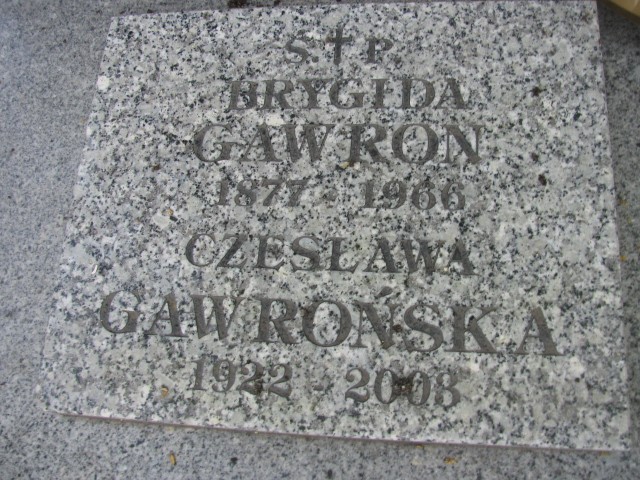 Ś.†P.
BRYGIDA
GAWRON
1877 - 1966
CZESŁAWA
GAWROŃSKA
1922 - 2008